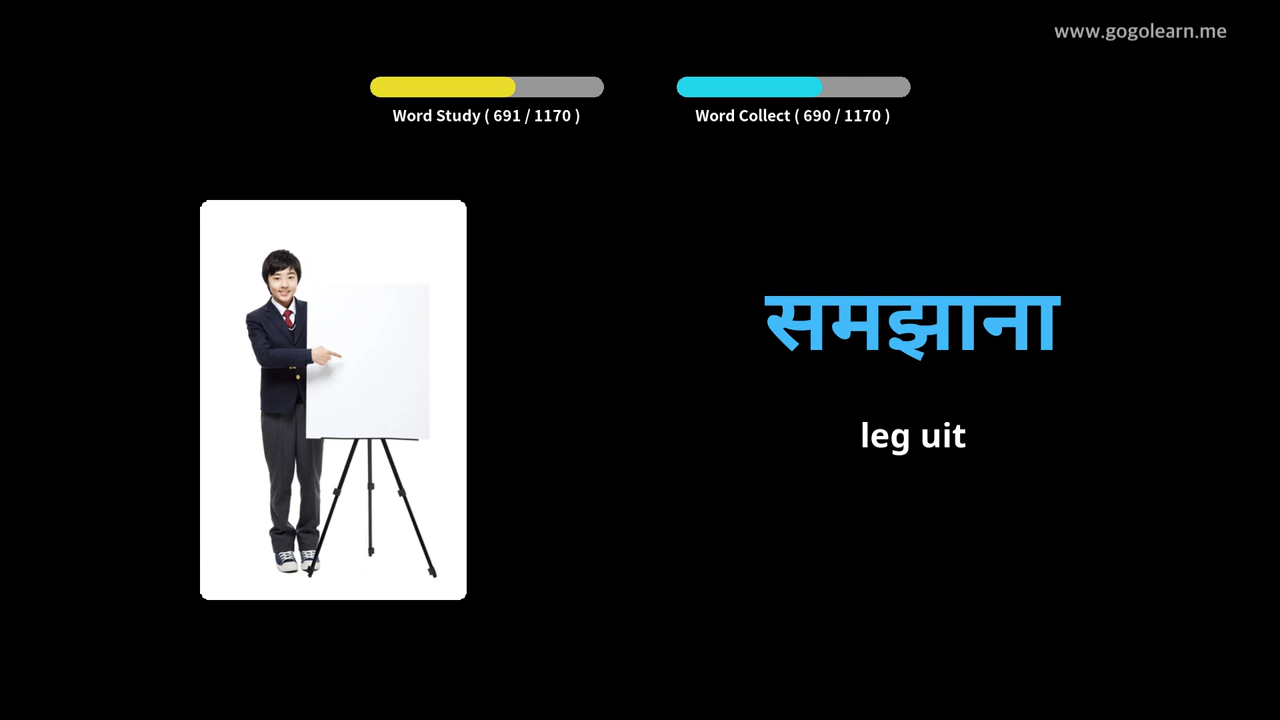 www.gogolearn.me
Word Study ( 691 / 1170 )
Word Collect ( 690 / 1170 )
समझाना
leg uit